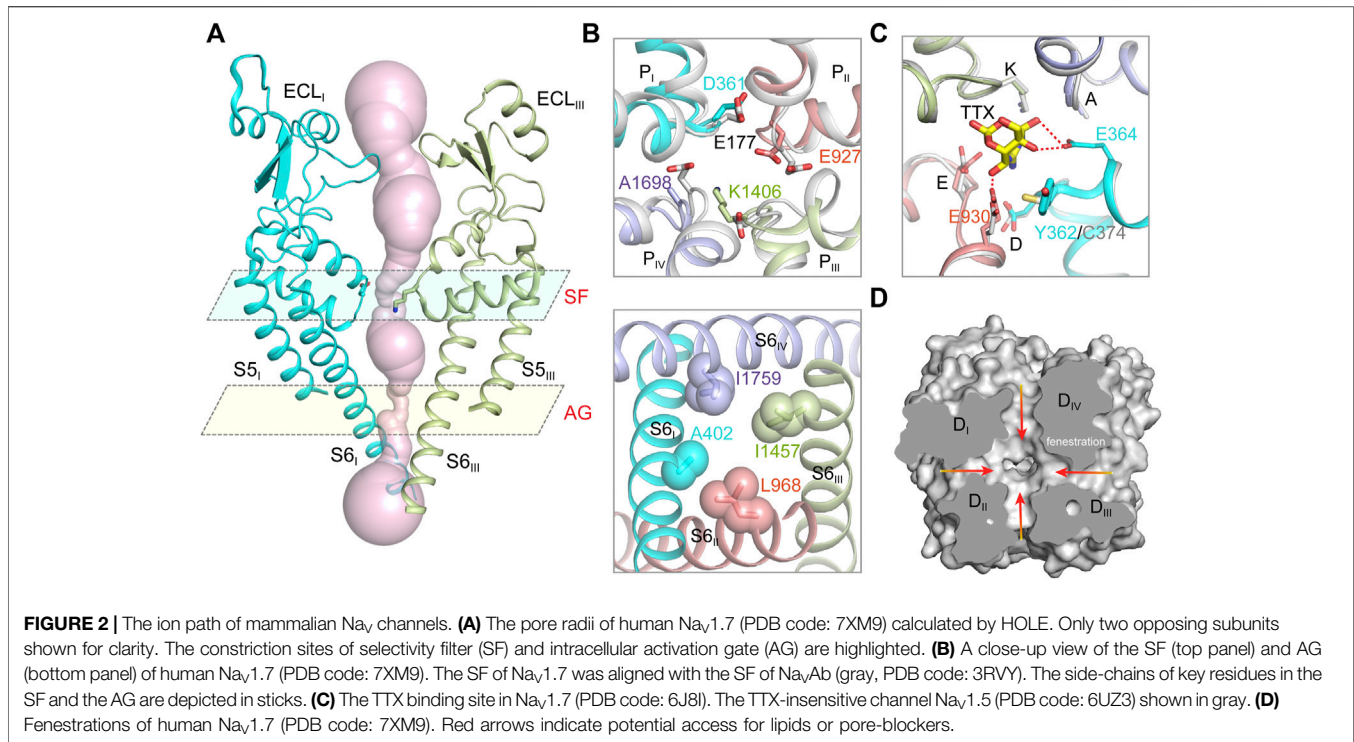 A
ECL_I
ECL_III
SF
S5_I
S5_III
AG
S6_I
S6_III
B
P_I
D361
P_II
E177
E927
A1698
K1406
P_IV
P_III
S6_IV
I1759
S6_I
A402
I1457
S6_III
L968
S6_II
C
K
A
TTX
E364
E
E930
D
Y362/C374
D
D_I
D_IV
fenestration
D_II
D_III
FIGURE 2 | The ion path of mammalian Na_V channels. (A) The pore radii of human Na_V1.7 (PDB code: 7XM9) calculated by HOLE. Only two opposing subunits
shown for clarity. The constriction sites of selectivity filter (SF) and intracellular activation gate (AG) are highlighted. (B) A close-up view of the SF (top panel) and AG
(bottom panel) of human Na_V1.7 (PDB code: 7XM9). The SF of Na_V1.7 was aligned with the SF of Na_VAb (gray, PDB code: 3RVY). The side-chains of key residues in the
SF and the AG are depicted in sticks. (C) The TTX binding site in Na_V1.7 (PDB code: 6J8I). The TTX-insensitive channel Na_V1.5 (PDB code: 6UZ3) shown in gray. (D)
Fenestrations of human Na_V1.7 (PDB code: 7XM9). Red arrows indicate potential access for lipids or pore-blockers.